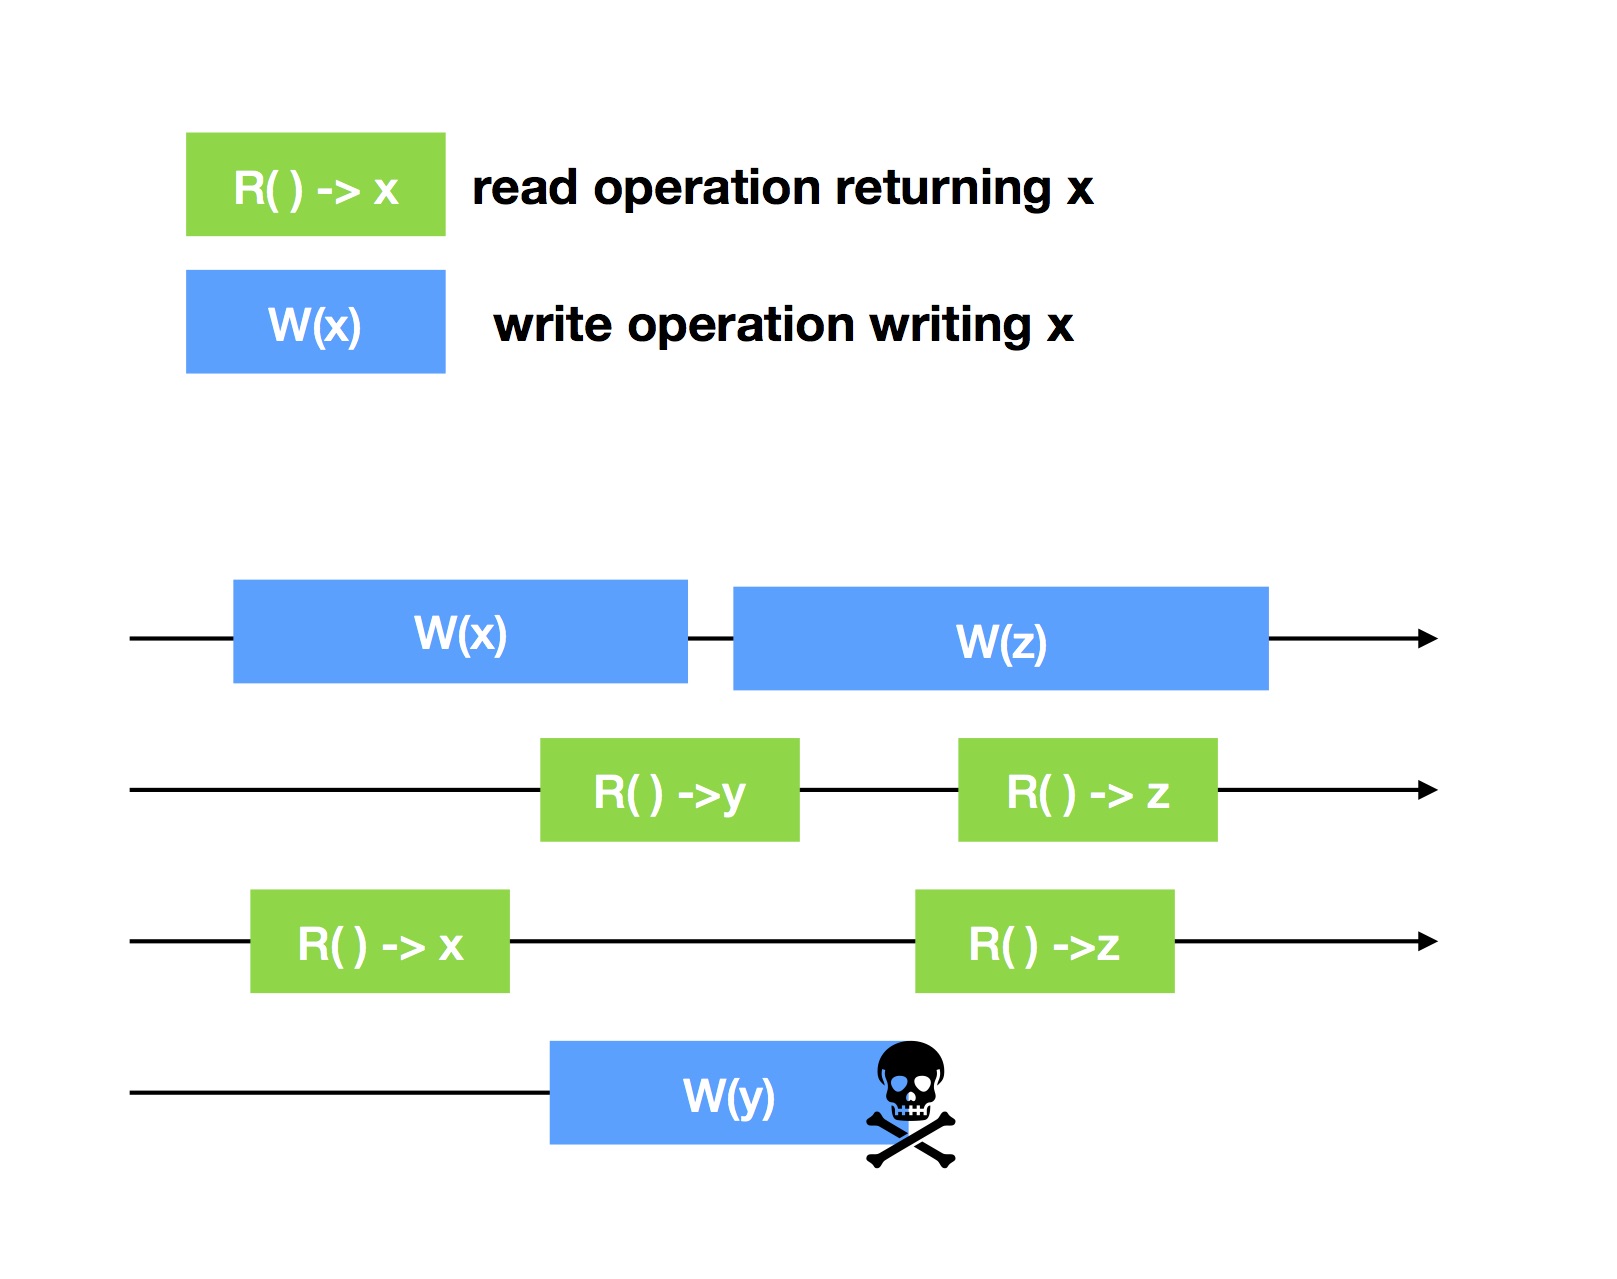 R( ) -> x
read operation returning x
W(x)
write operation writing x
W(x)
W(z)
R( ) ->y
R( ) -> z
R( ) -> x
R( ) ->z
W(y)